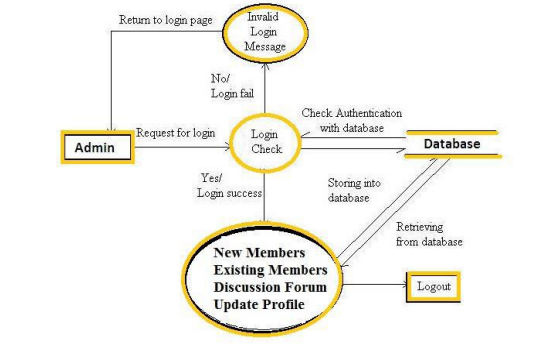 Return to login page
Invalid
Login
Message
No/
Login fail
Check Authentication
with database
Admin
Request for login
Login
Check
Database
Yes/
Login success
Storing into
database
Retrieving
from database
New Members
Existing Members
Discussion Forum
Update Profile
Logout